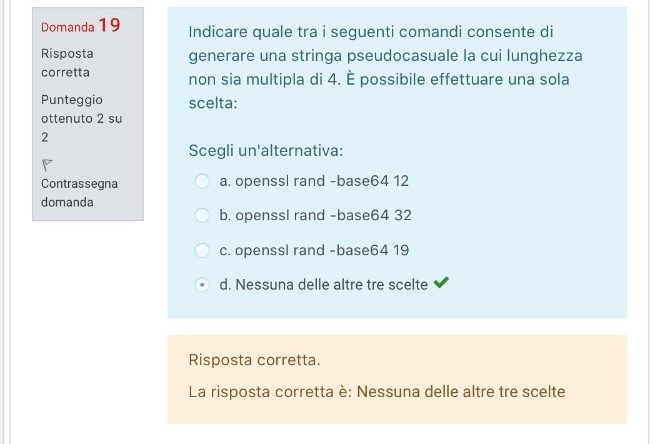 Domanda 19
Risposta
corretta
Punteggio
ottenuto 2 su
2
Contrassegna
domanda
Indicare quale tra i seguenti comandi consente di
generare una stringa pseudocasuale la cui lunghezza
non sia multipla di 4. È possibile effettuare una sola
scelta:
Scegli un'alternativa:
a. openssl rand -base64 12
b. openssl rand -base64 32
c. openssl rand -base64 19
d. Nessuna delle altre tre scelte
Risposta corretta.
La risposta corretta è: Nessuna delle altre tre scelte